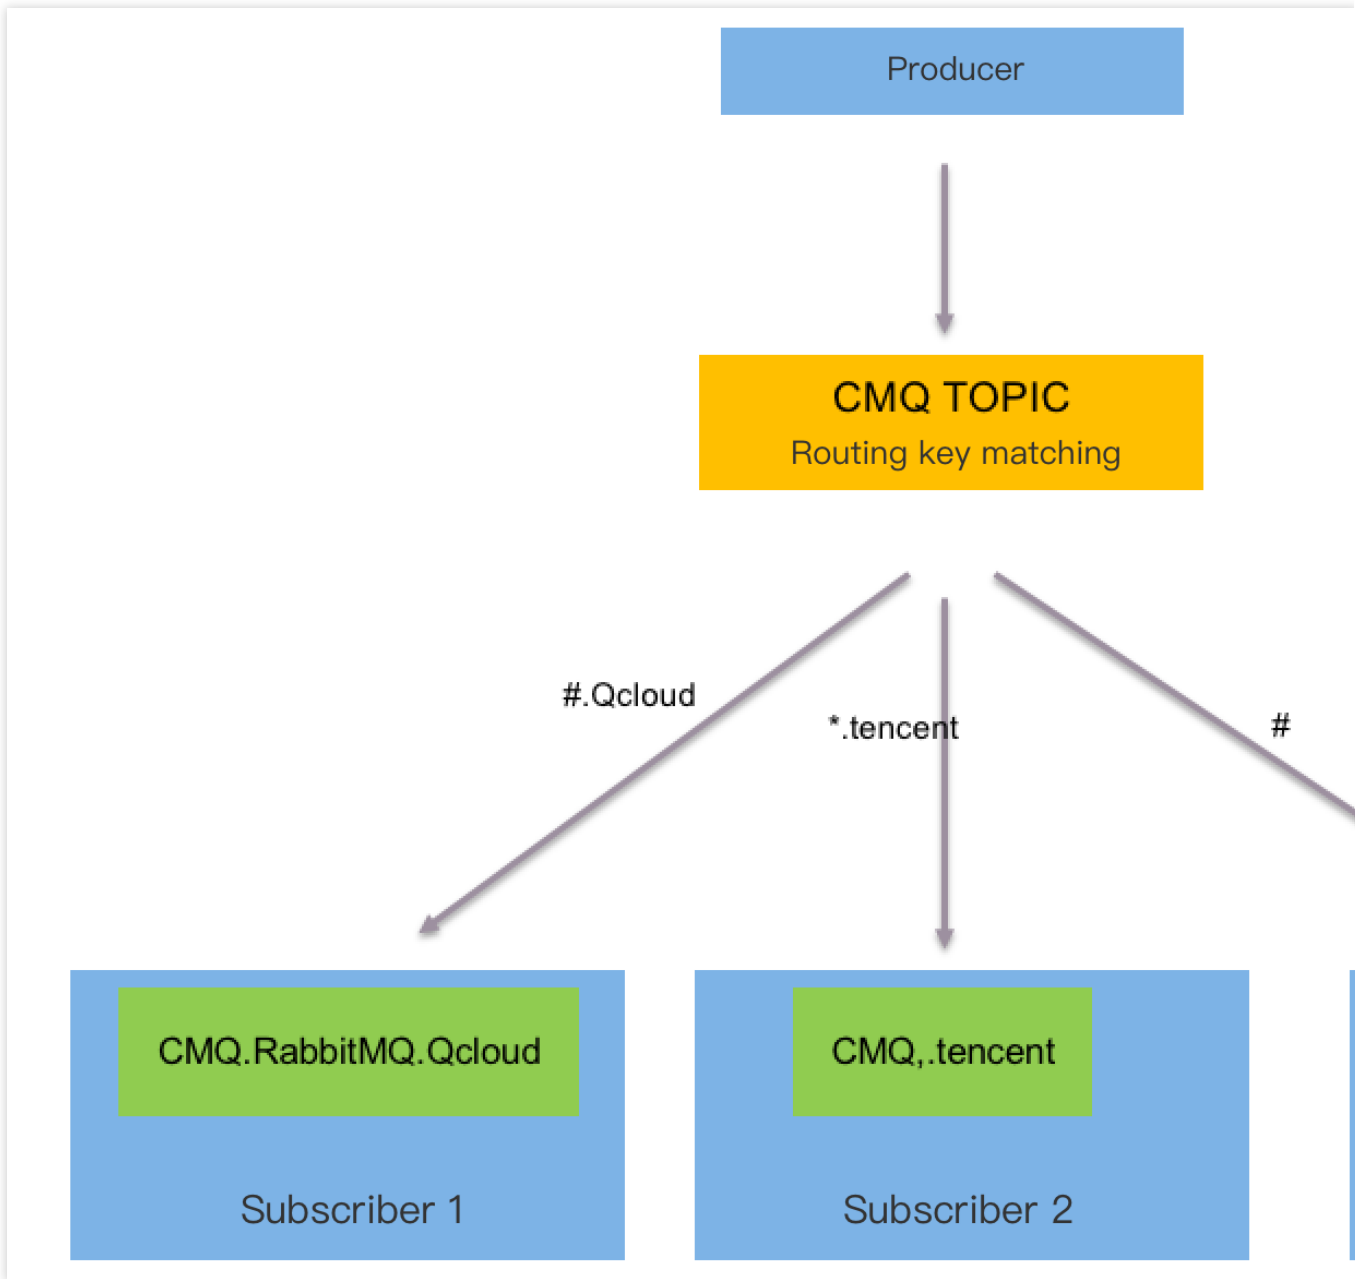 Producer
CMQ TOPIC
Routing key matching
#.Qcloud
*.tencent
#
CMQ.RabbitMQ.Qcloud
CMQ,.tencent
Subscriber 1
Subscriber 2